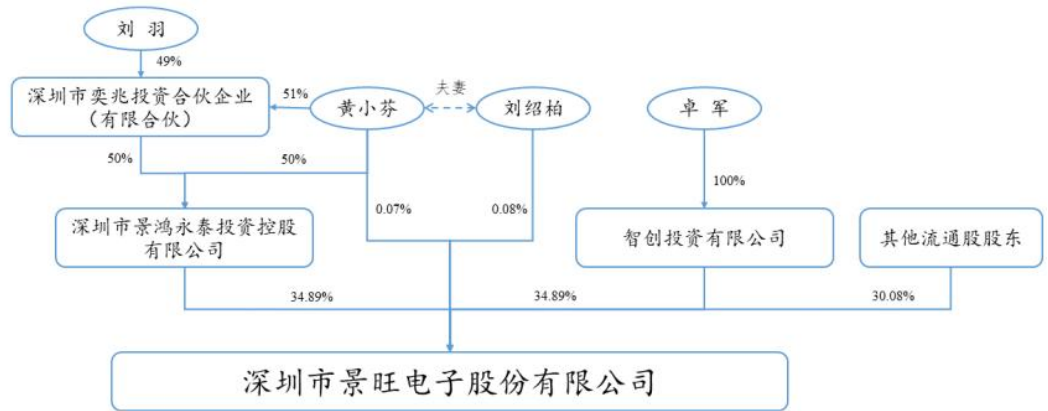 刘 羽
49%
深圳市奕兆投资合伙企业
（有限合伙）
51%
黄小芬
夫妻
刘绍柏
卓 军
50%
50%
0.07%
0.08%
100%
深圳市景鸿永泰投资控股
有限公司
智创投资有限公司
其他流通股股东
34.89%
34.89%
30.08%
深圳市景旺电子股份有限公司